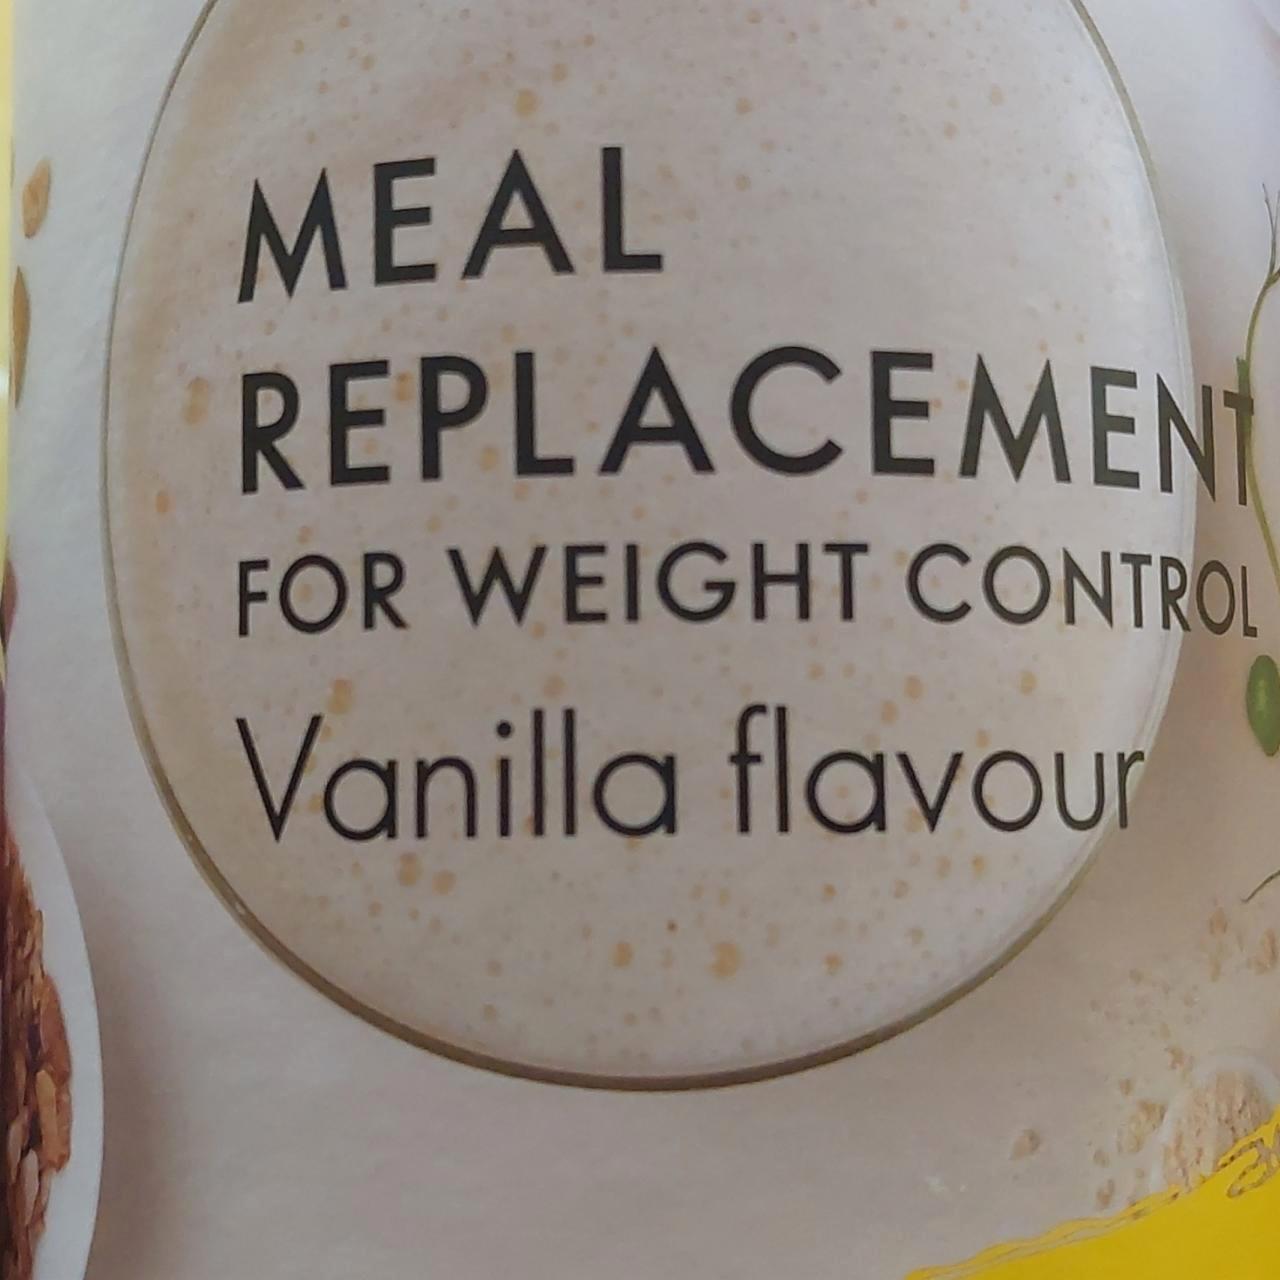 MEAL
REPLACEMENT
FOR WEIGHT CONTROL
Vanilla flavour